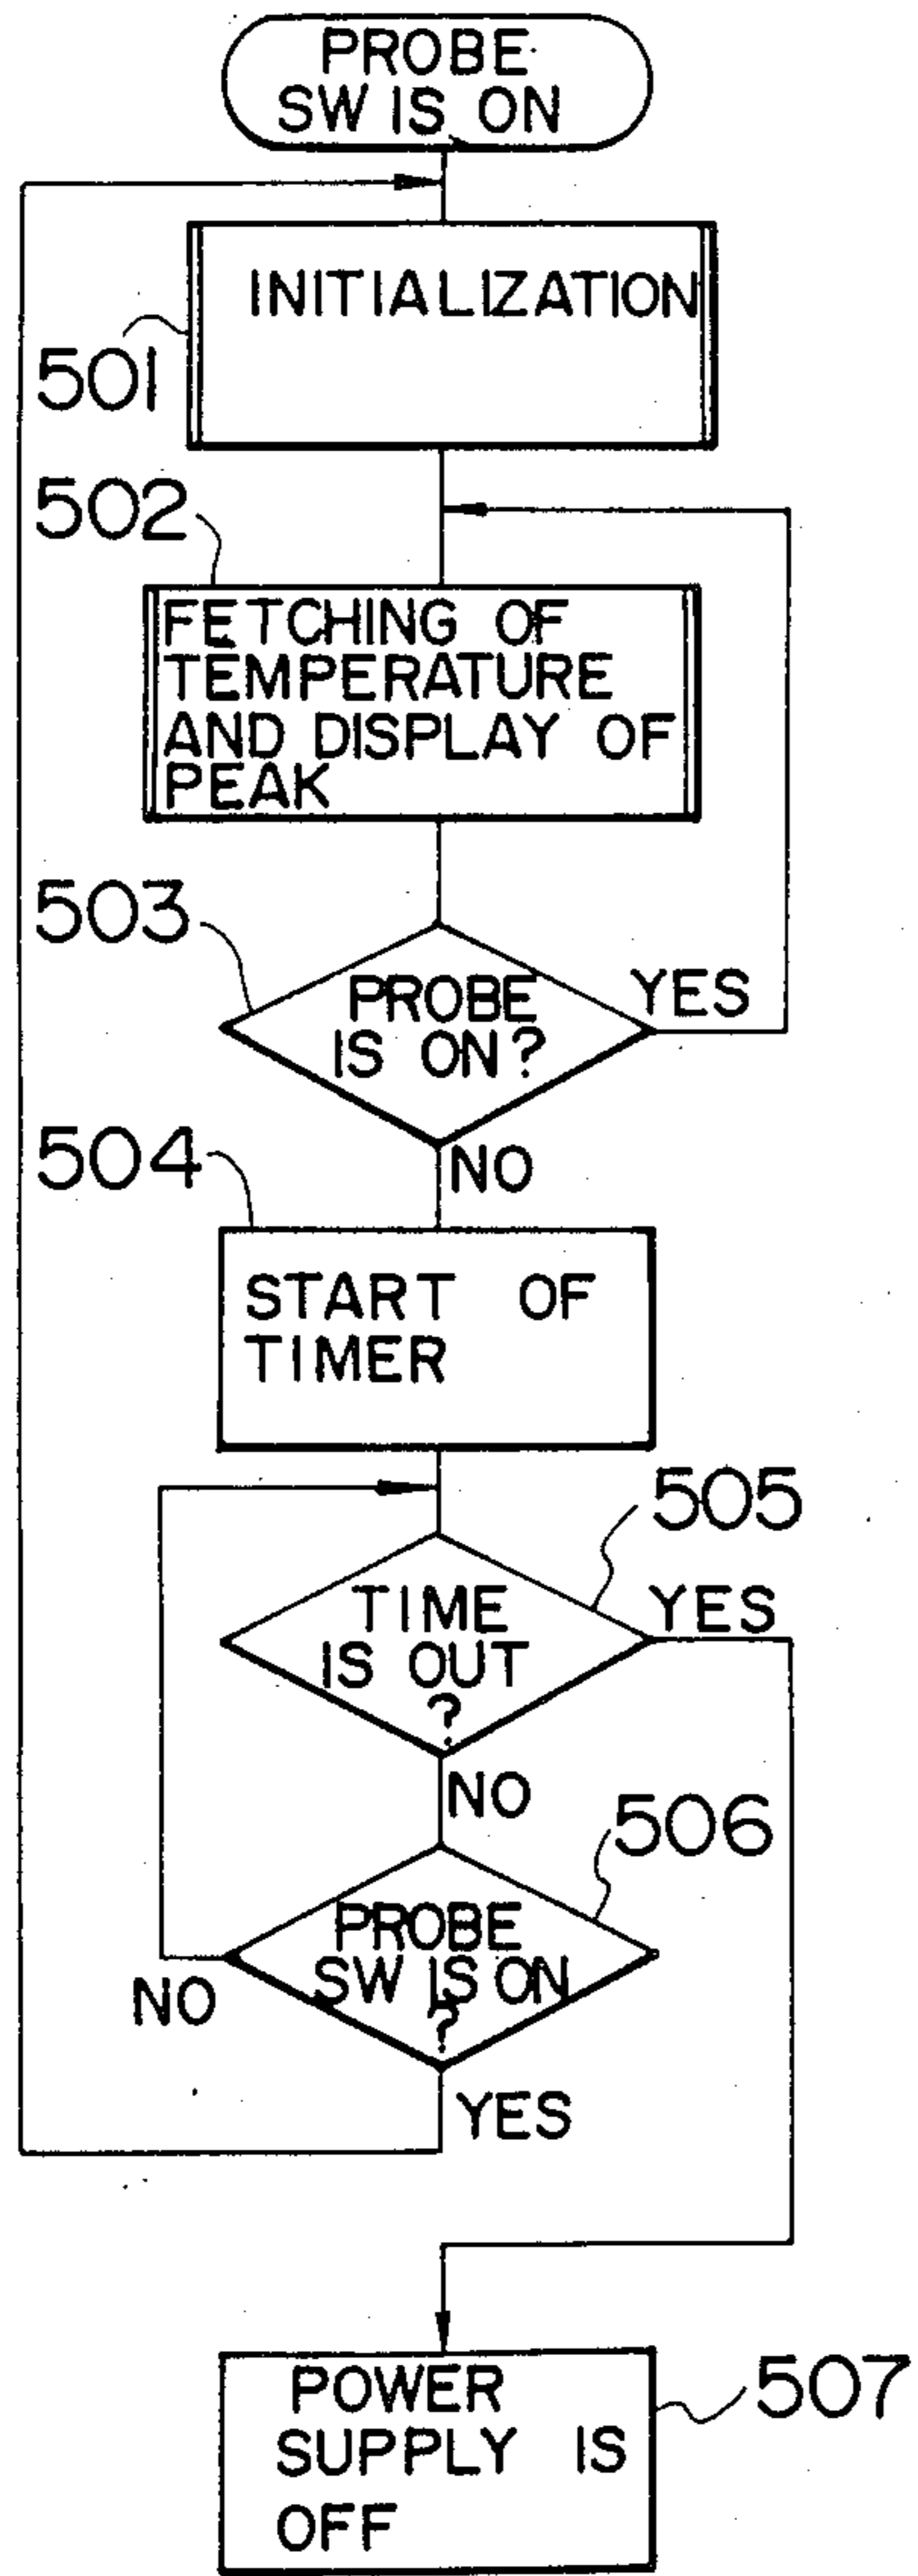 PROBE
SW IS ON
INITIALIZATION
501
502
FETCHING OF
TEMPERATURE
AND DISPLAY OF
PEAK
503
PROBE
IS ON?
YES
NO
504
START OF
TIMER
505
TIME
IS OUT
?
YES
NO
506
PROBE
SW IS ON
?
NO
YES
507
POWER
SUPPLY IS
OFF